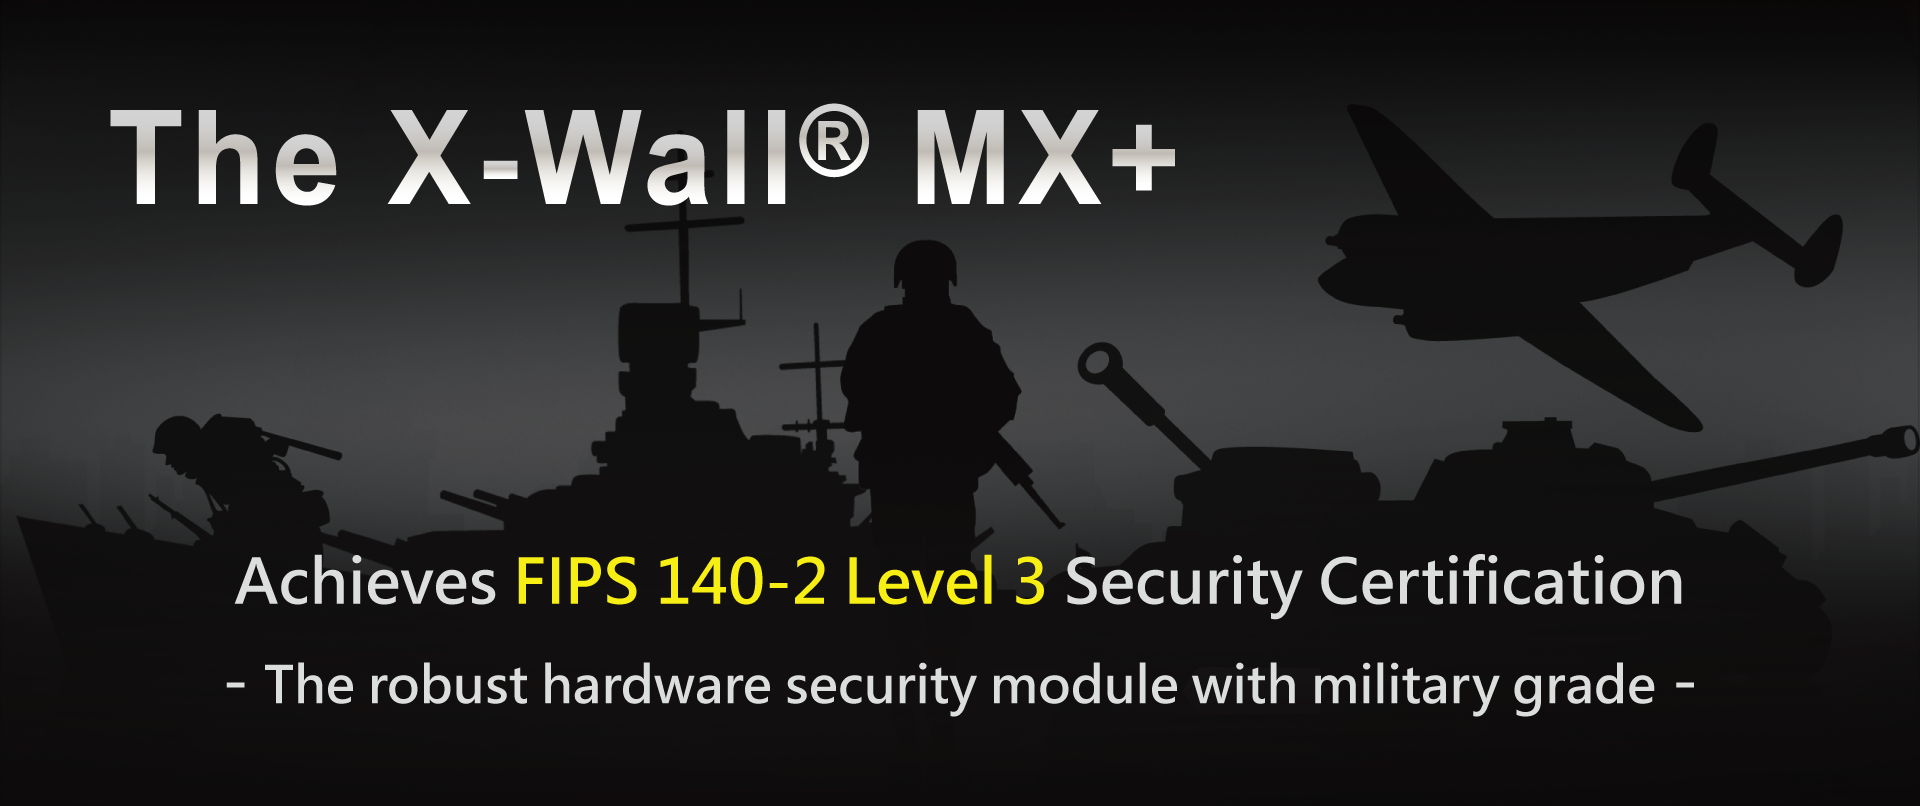 The X-Wall® MX+
Achieves FIPS 140-2 Level 3 Security Certification
- The robust hardware security module with military grade -